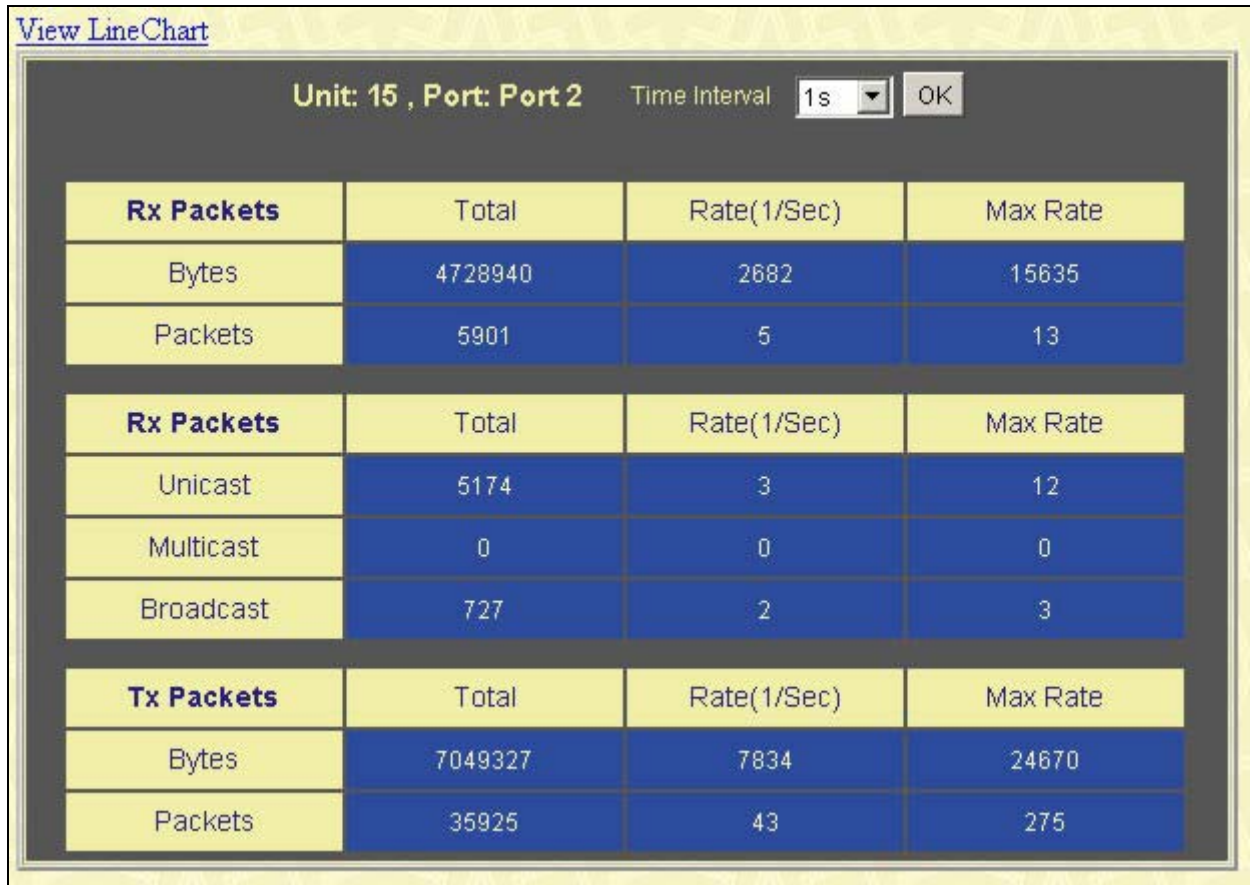 View LineChart
Unit: 15 , Port: Port 2 Time Interval 1s OK
Rx Packets Total Rate(1/Sec) Max Rate
Bytes 4728940 2682 15635
Packets 5901 5 13
Rx Packets Total Rate(1/Sec) Max Rate
Unicast 5174 3 12
Multicast 0 0 0
Broadcast 727 2 3
Tx Packets Total Rate(1/Sec) Max Rate
Bytes 7049327 7834 24670
Packets 35925 43 275